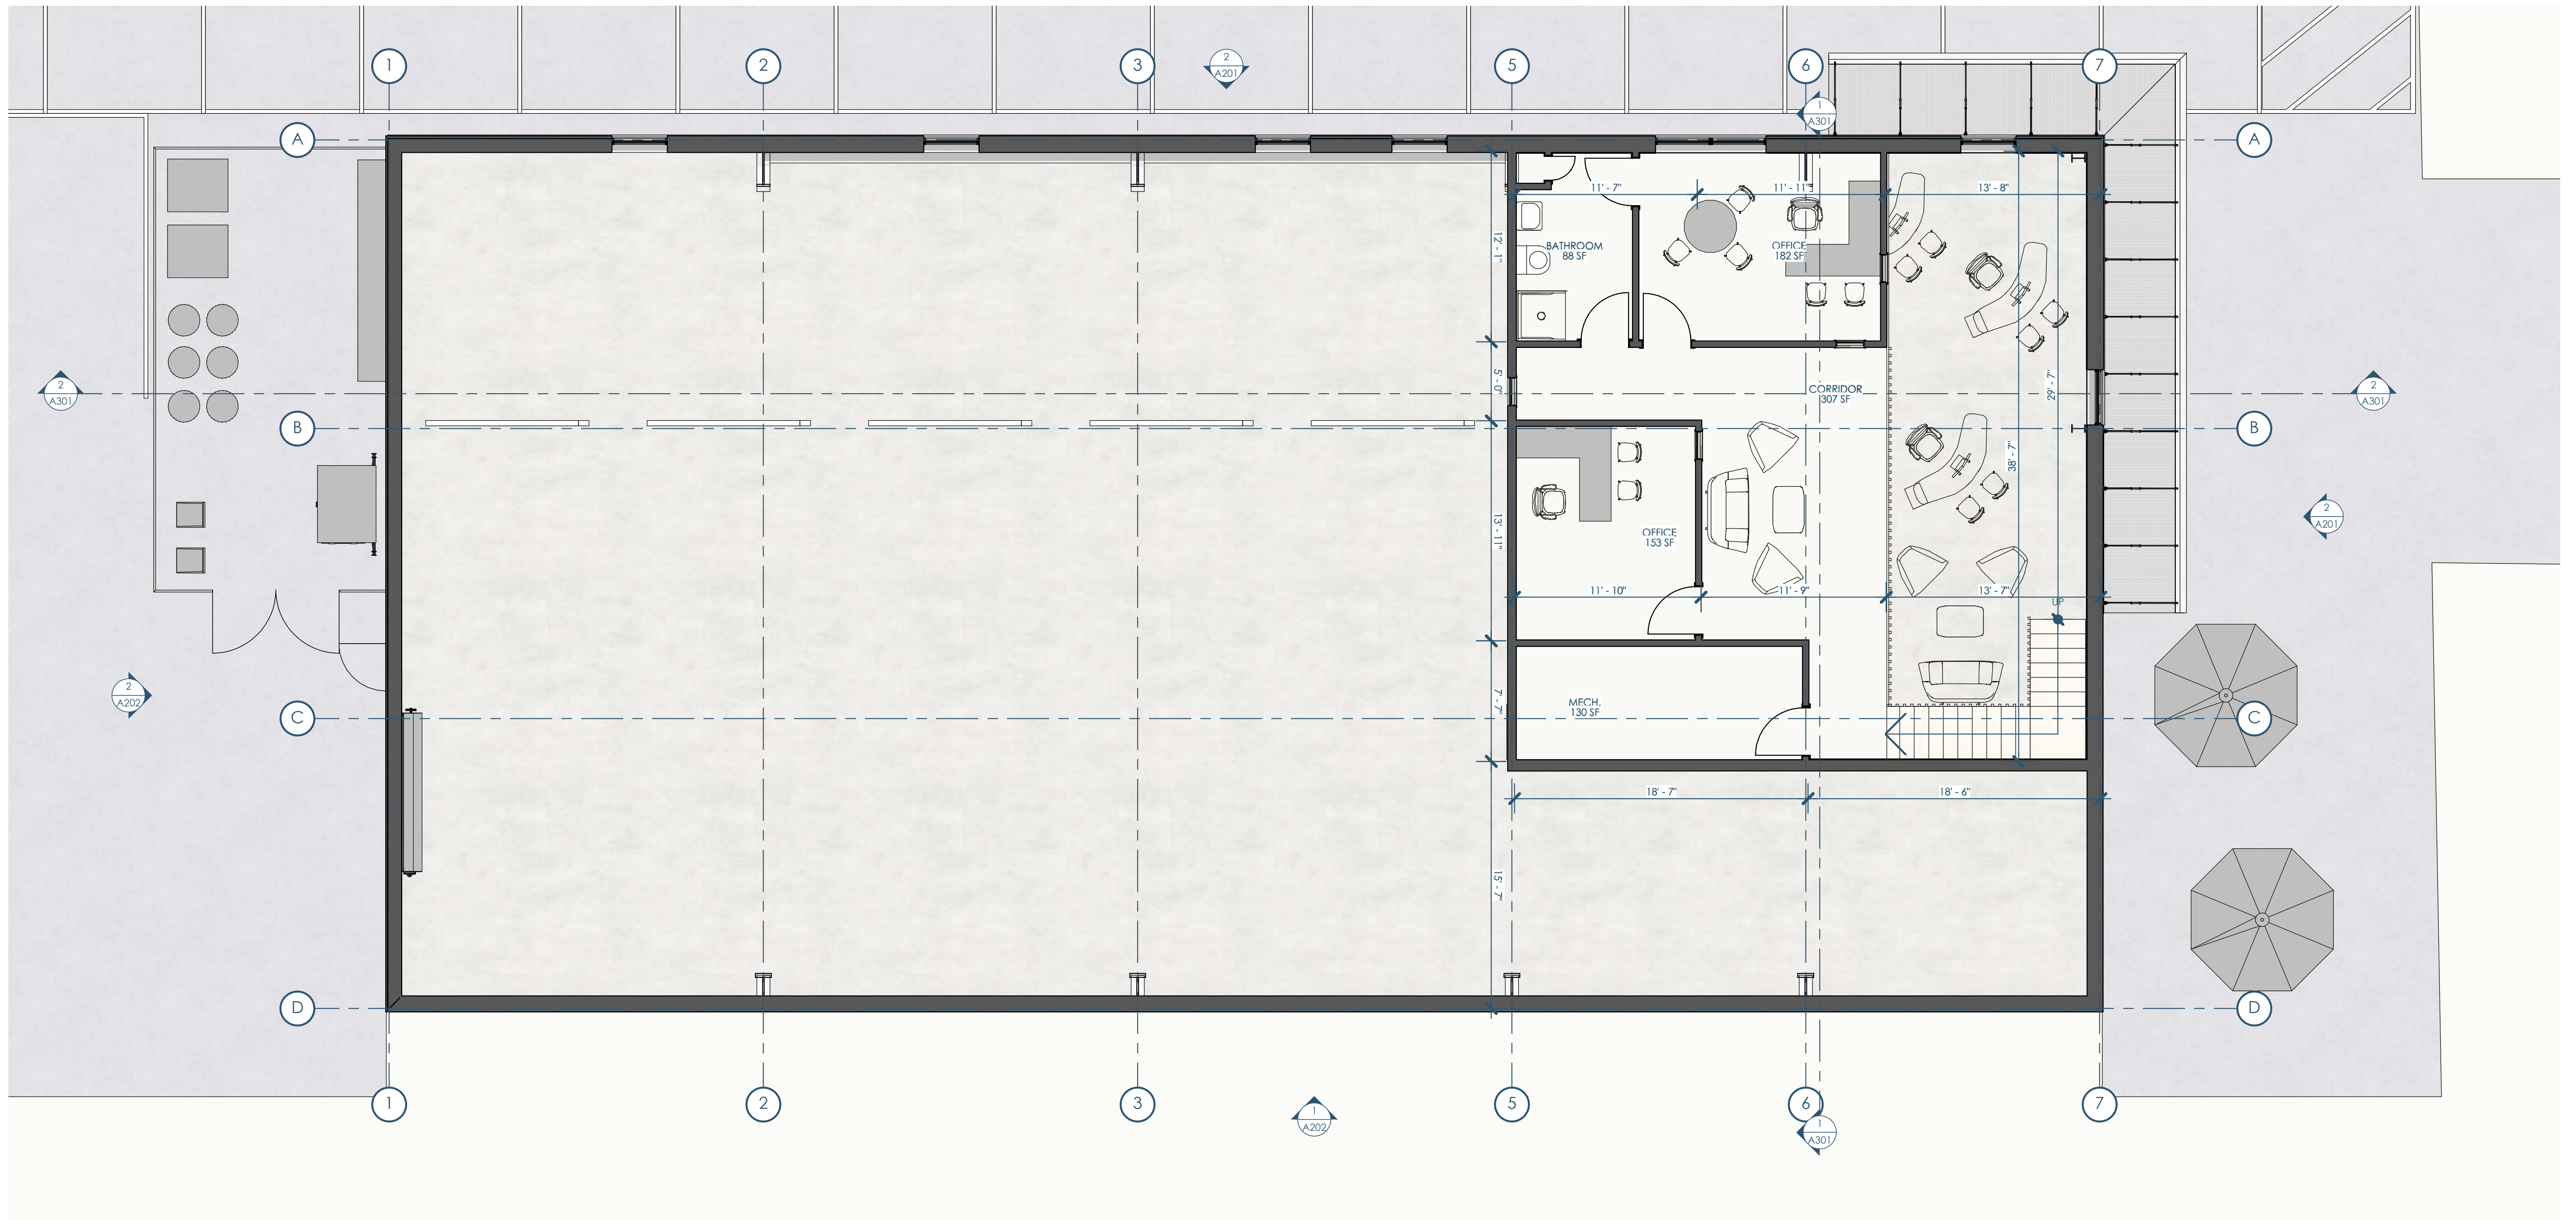 1
2
3
5
6
7
2
A201
1
A301
A
A
11' - 7"
11' - 11"
13' - 8"
12' - 1"
BATHROOM
88 SF
OFFICE
182 SF
2
A301
5' - 0"
CORRIDOR
307 SF
29' - 7"
2
A301
B
B
38' - 7"
13' - 11"
OFFICE
153 SF
2
A201
11' - 10"
11' - 9"
13' - 7"
UP
2
A202
7' - 7"
MECH.
130 SF
C
C
18' - 7"
18' - 6"
15' - 7"
D
D
1
2
3
5
6
7
1
A202
1
A301